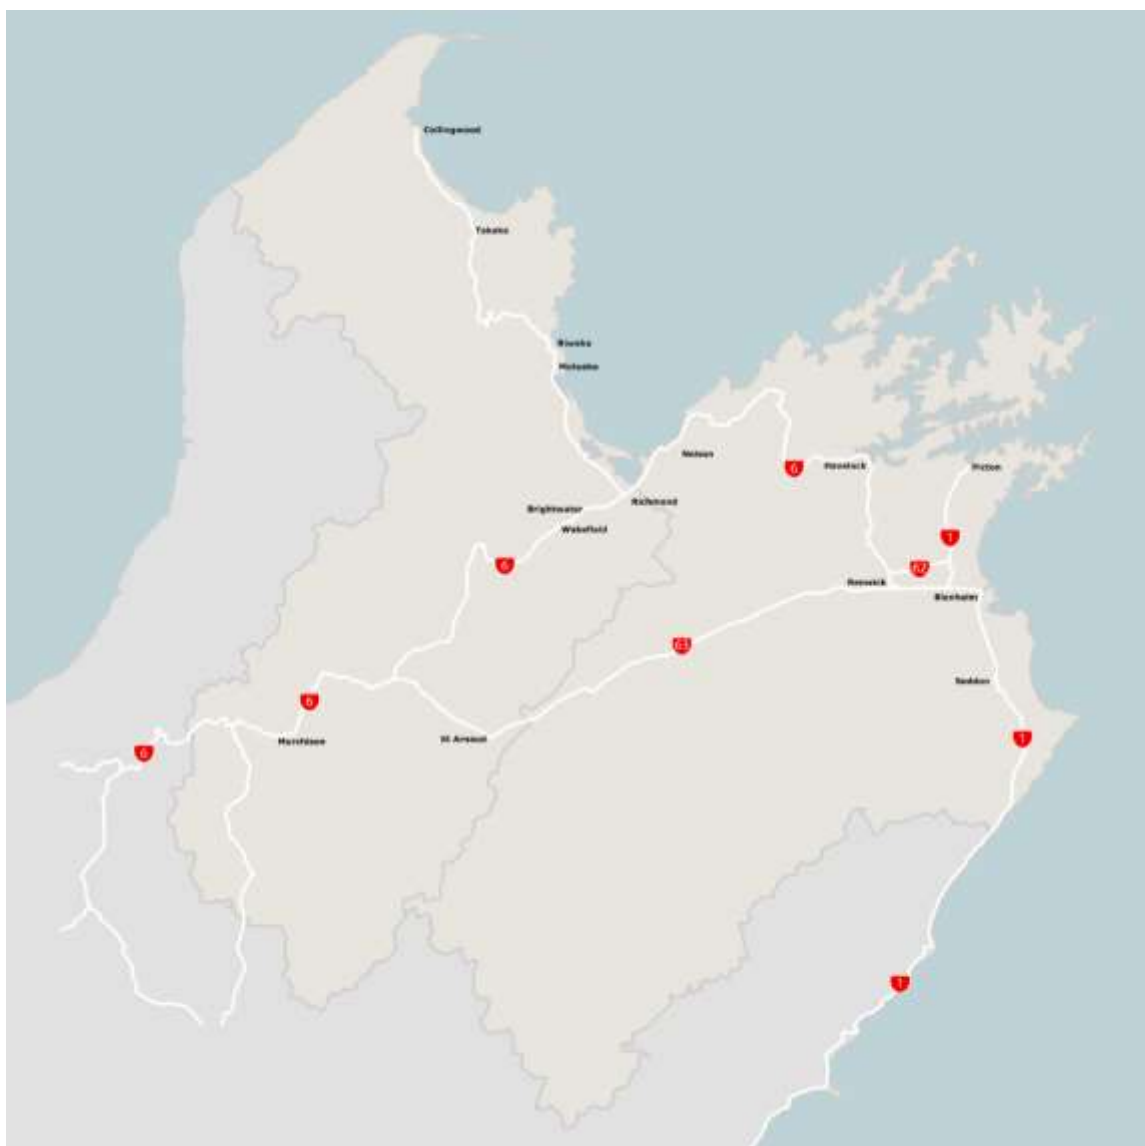 Collingwood
Takaka
Riwaka
Motueka
Nelson
6
Havelock
Picton
Richmond
Brightwater
Wakefield
1
6
62
Renwick
Blenheim
63
Seddon
6
Murchison
St Arnaud
1
6
1